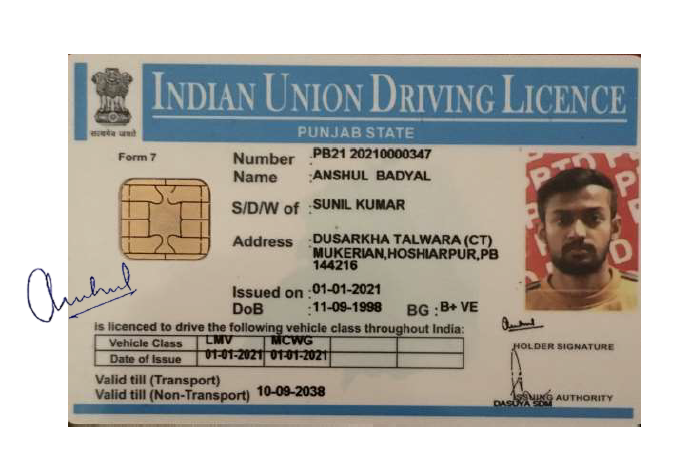 INDIAN UNION DRIVING LICENCE
सत्यमेव जयते
PUNJAB STATE
Form 7
Number :PB21 20210000347
Name :ANSHUL BADYAL
S/D/W of :SUNIL KUMAR
Address :DUSARKHA TALWARA (CT)
MUKERIAN,HOSHIARPUR,PB
144216
Issued on :01-01-2021
DoB :11-09-1998 BG : B+ VE
is licenced to drive the following vehicle class throughout India:
Vehicle Class LMV MCWG
Date of Issue 01-01-2021 01-01-2021
Valid till (Transport)
Valid till (Non-Transport) 10-09-2038
Anshul
Anshul
HOLDER SIGNATURE
ISSUING AUTHORITY
DASUYA SDM